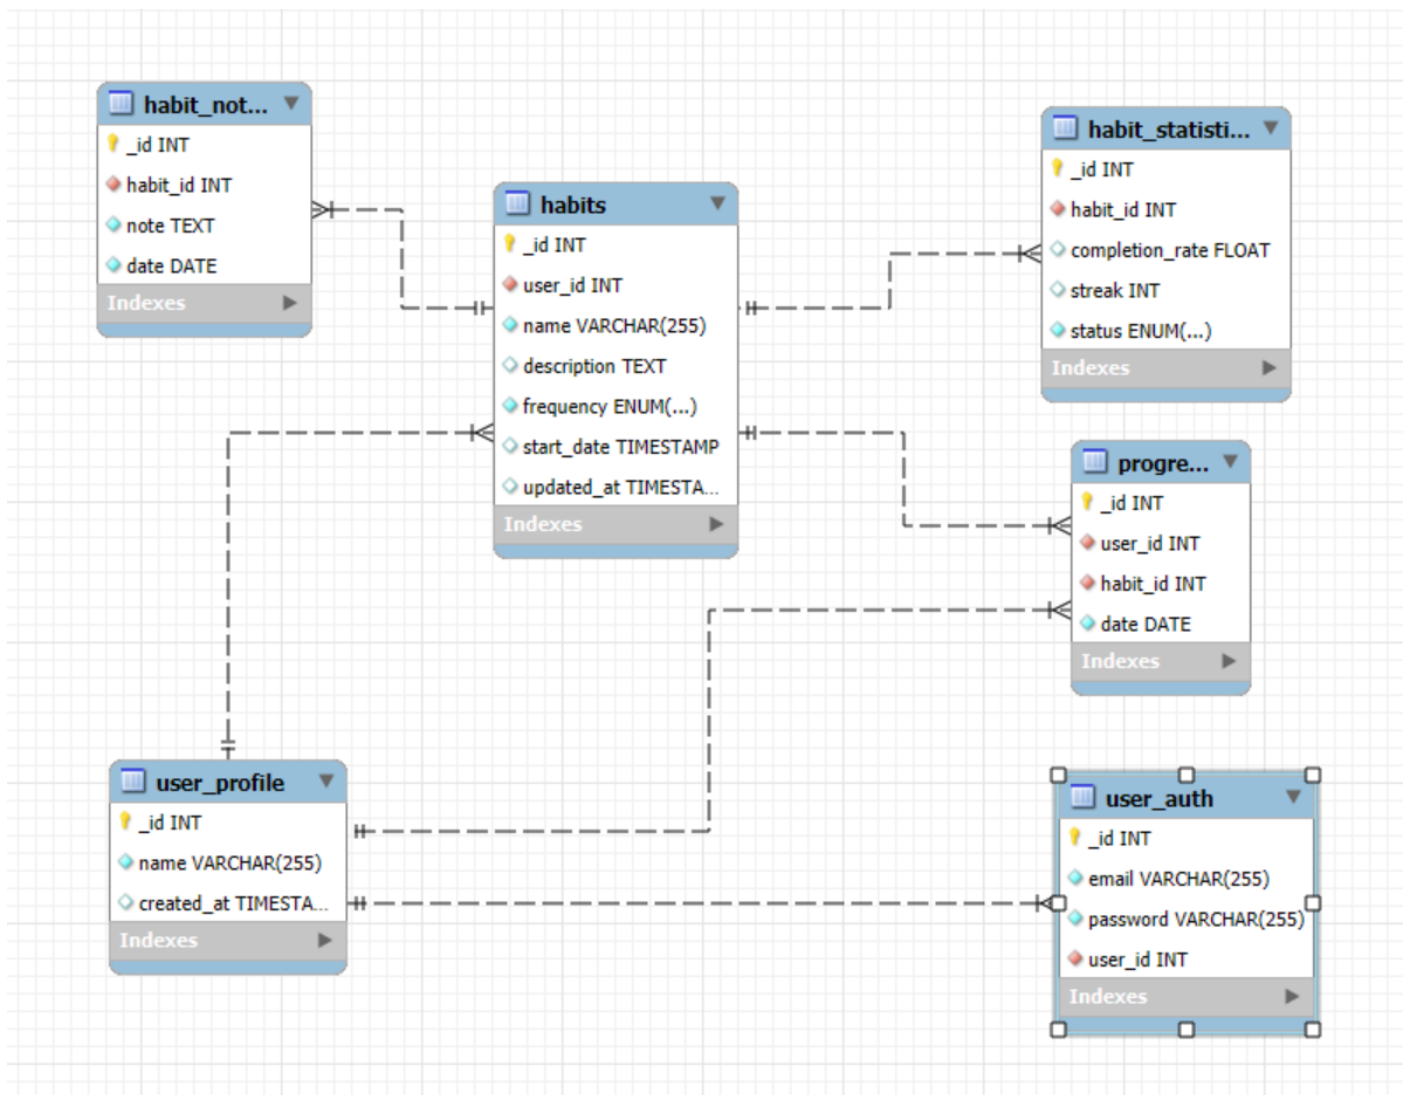 habit_not...
_id INT
habit_id INT
note TEXT
date DATE
Indexes
habits
_id INT
user_id INT
name VARCHAR(255)
description TEXT
frequency ENUM(...)
start_date TIMESTAMP
updated_at TIMESTA...
Indexes
habit_statisti...
_id INT
habit_id INT
completion_rate FLOAT
streak INT
status ENUM(...)
Indexes
progre...
_id INT
user_id INT
habit_id INT
date DATE
Indexes
user_profile
_id INT
name VARCHAR(255)
created_at TIMESTA...
Indexes
user_auth
_id INT
email VARCHAR(255)
password VARCHAR(255)
user_id INT
Indexes